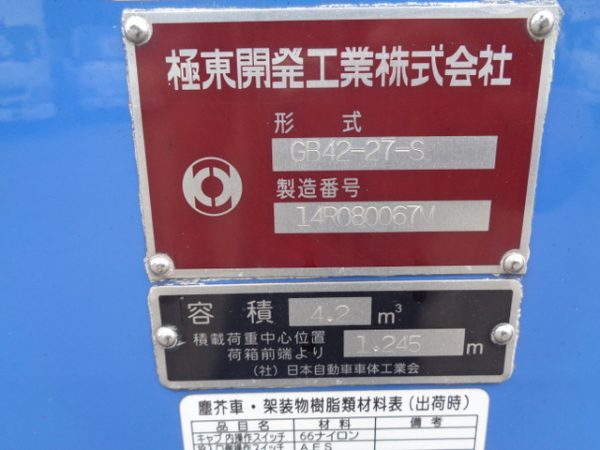 極東開発工業株式会社
形式
GB42-27-S
製造番号
14R080067M
容積 4.2 m³
積載荷重中心位置
荷箱前端より 1.245 m
(社)日本自動車車体工業会
塵芥車・架装物樹脂類材料表(出荷時)
品目名 材料 備考
キャブ内操作スイッチ 66ナイロン